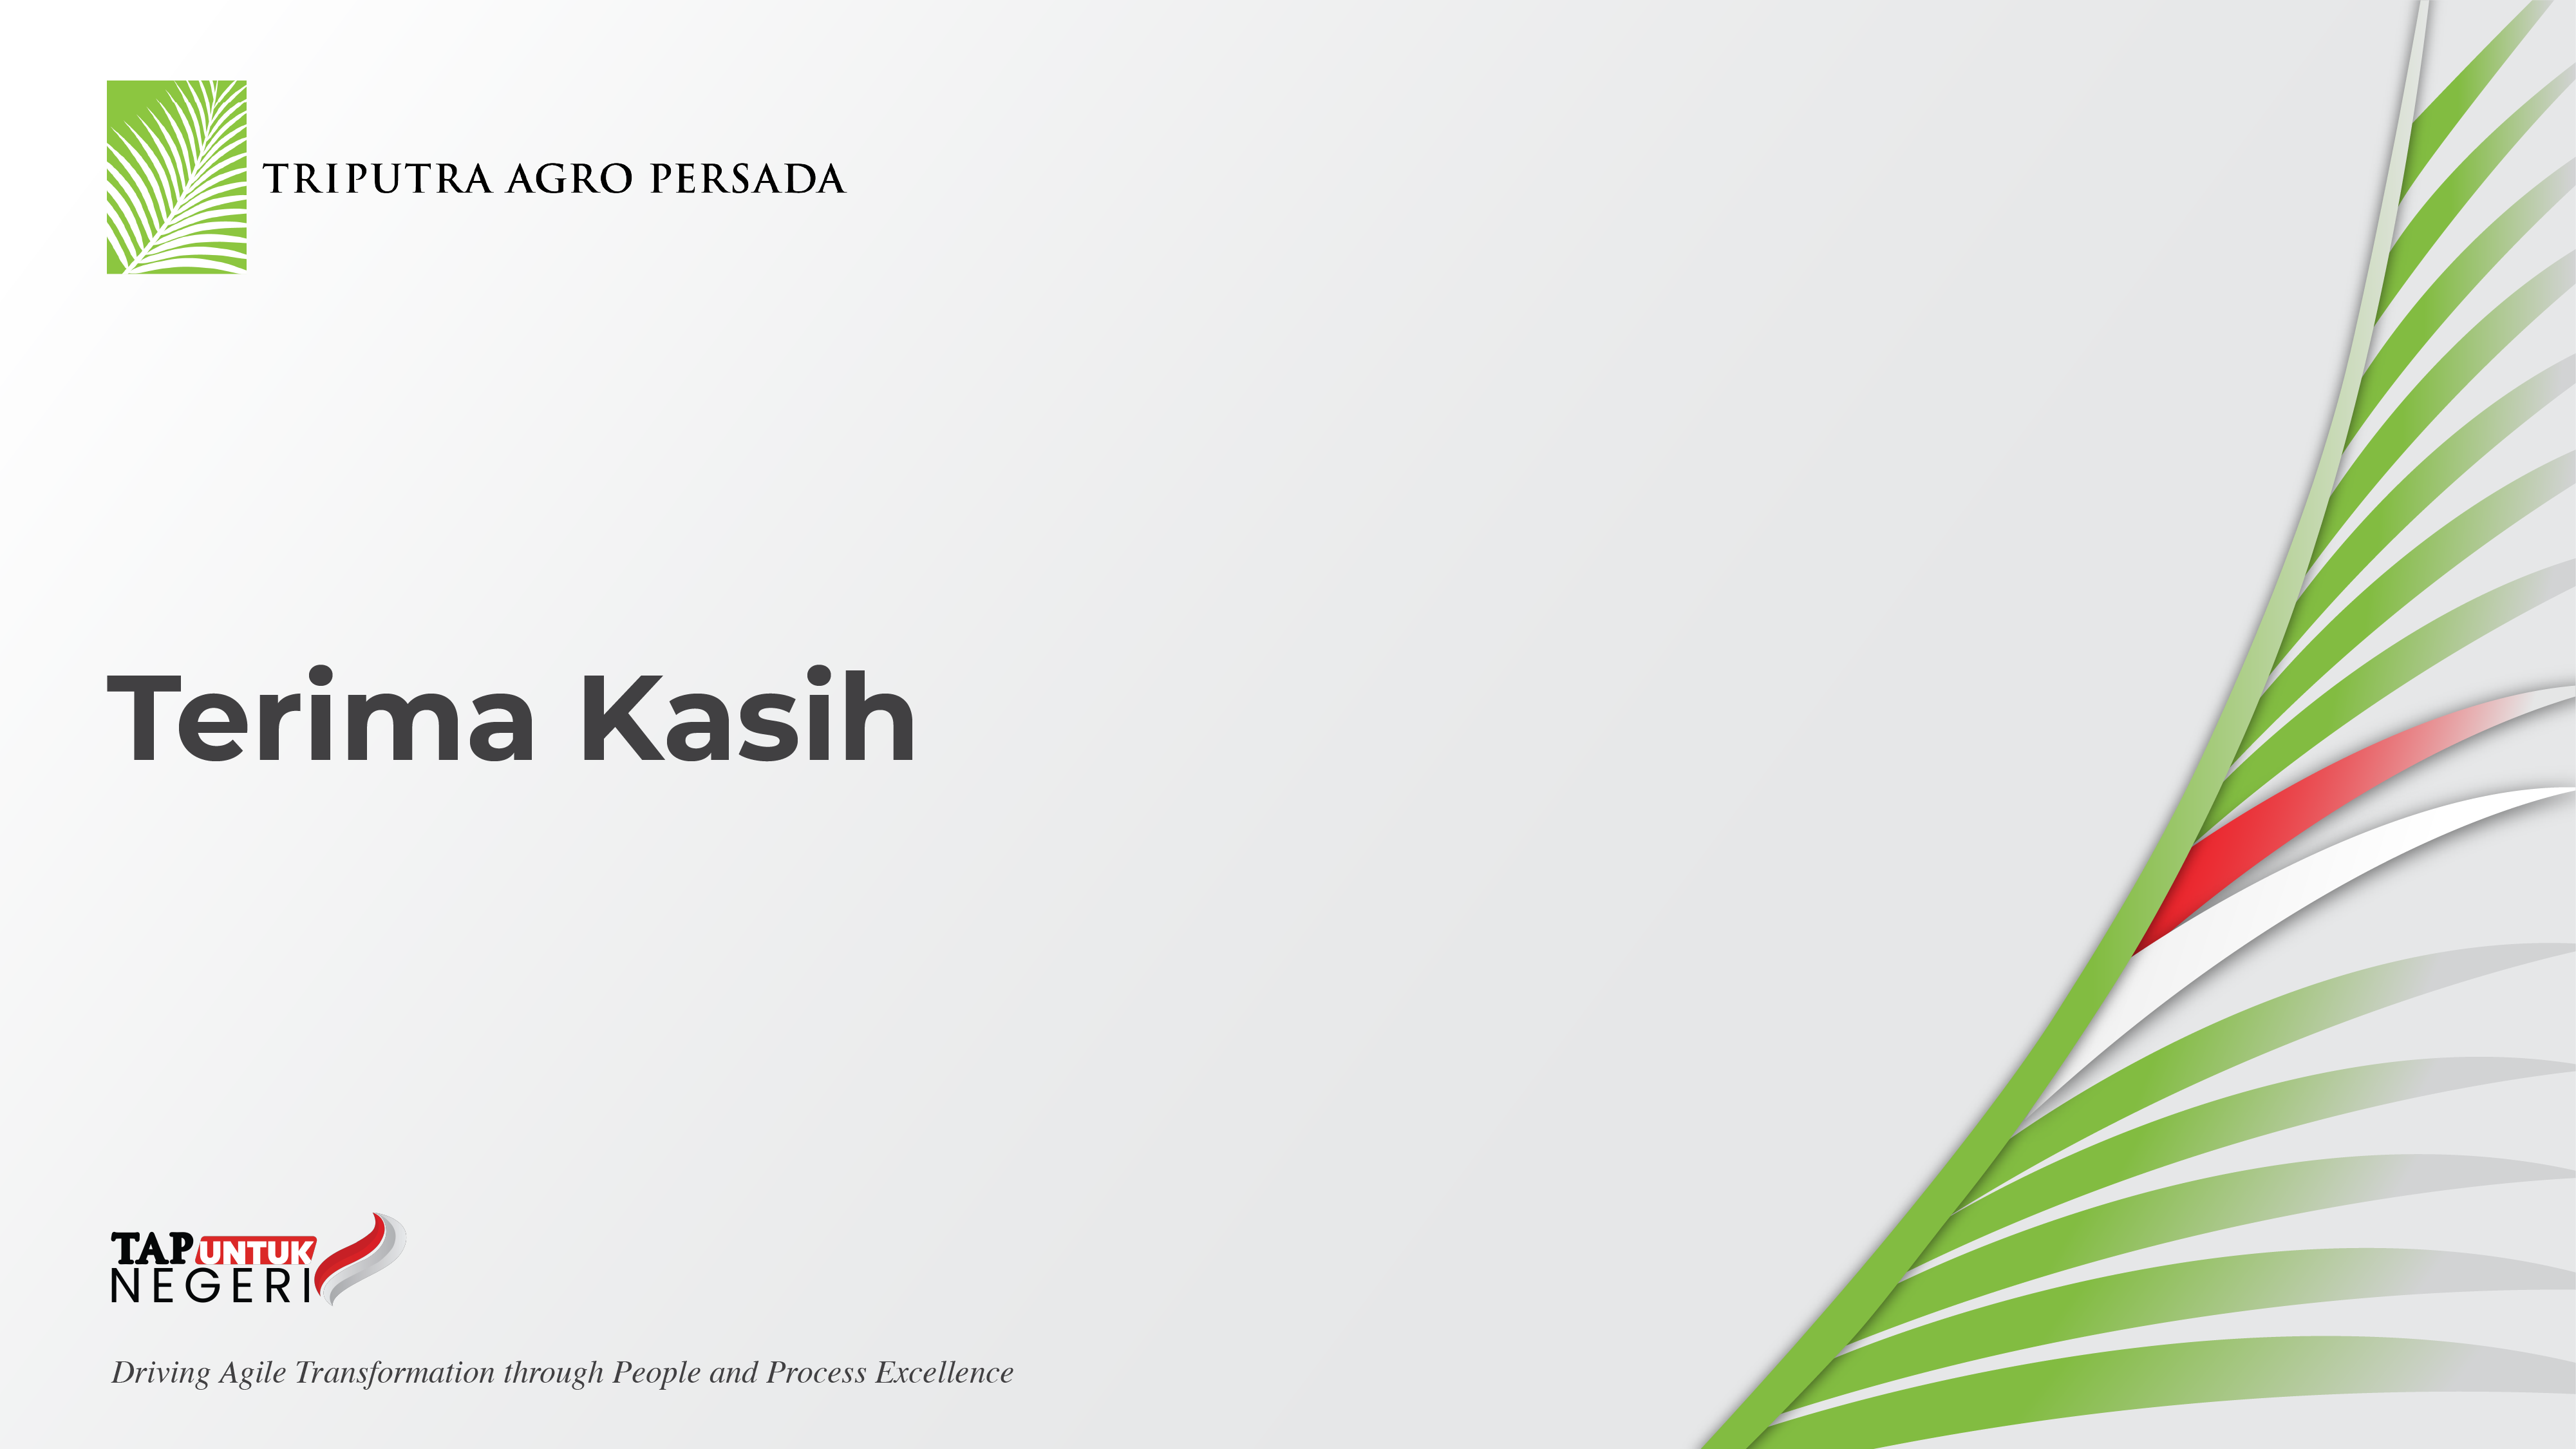 TRIPUTRA AGRO PERSADA
Terima Kasih
TAP UNTUK
NEGERI
Driving Agile Transformation through People and Process Excellence